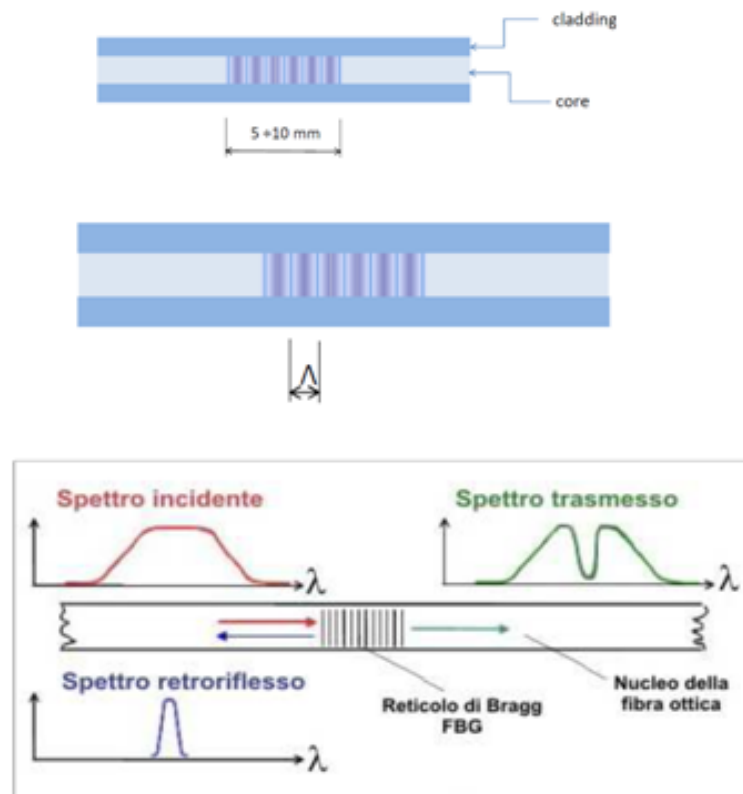 cladding
core
5 ÷10 mm
Λ
Spettro incidente
Spettro trasmesso
λ
λ
Spettro retroriflesso
Reticolo di Bragg
FBG
Nucleo della
fibra ottica
λ